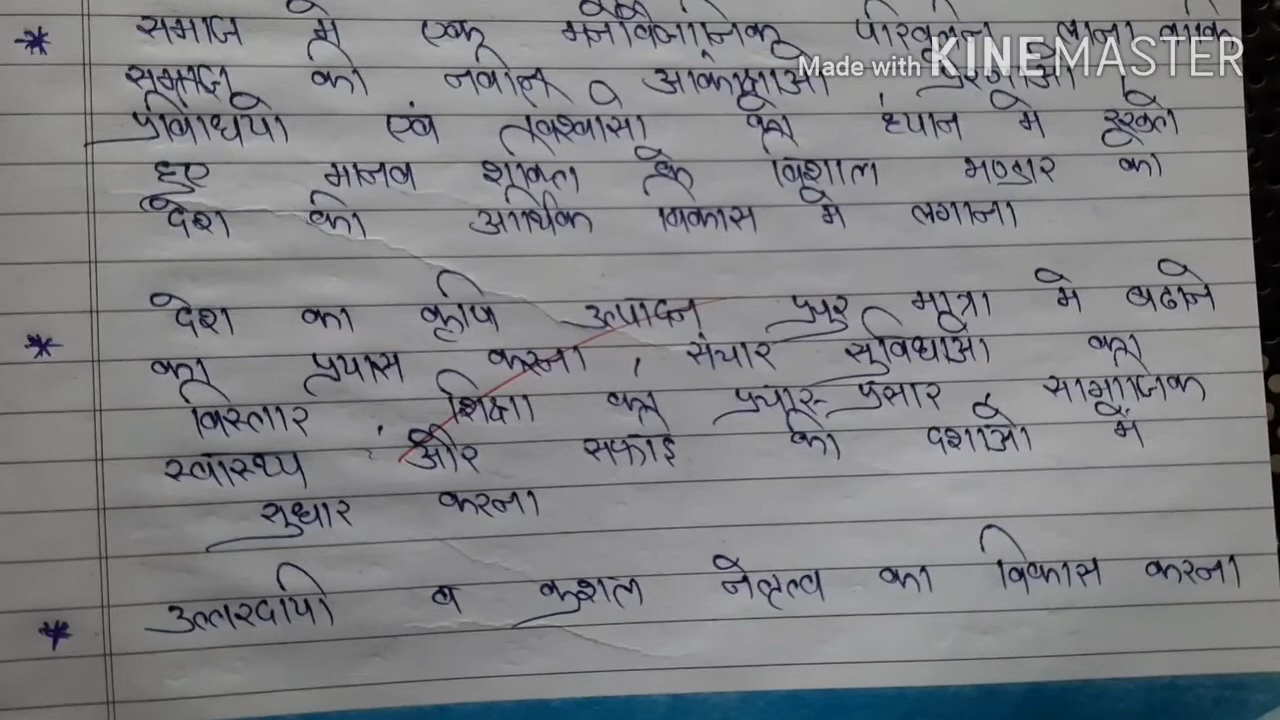 * समाज में एक मनोवैज्ञानिक परिवर्तन लाना ताकि
Made with KINEMASTER
समाज की नवीन आकांक्षाओं प्रेरणाओं,
प्रविधियों एवं विश्वासों को ध्यान में रखते
हुए मानव शक्ति के विशाल भण्डार को
देश की आर्थिक विकास में लगाना
* देश का कृषि उत्पादन प्रचुर मात्रा में बढाने
का प्रयास करना, संचार सुविधाओं का
विस्तार, शिक्षा का प्रचार-प्रसार, सामाजिक
स्वास्थ्य और सफाई की दशाओं में
सुधार करना
* उत्तरदायी व कुशल नेतृत्व का विकास करना